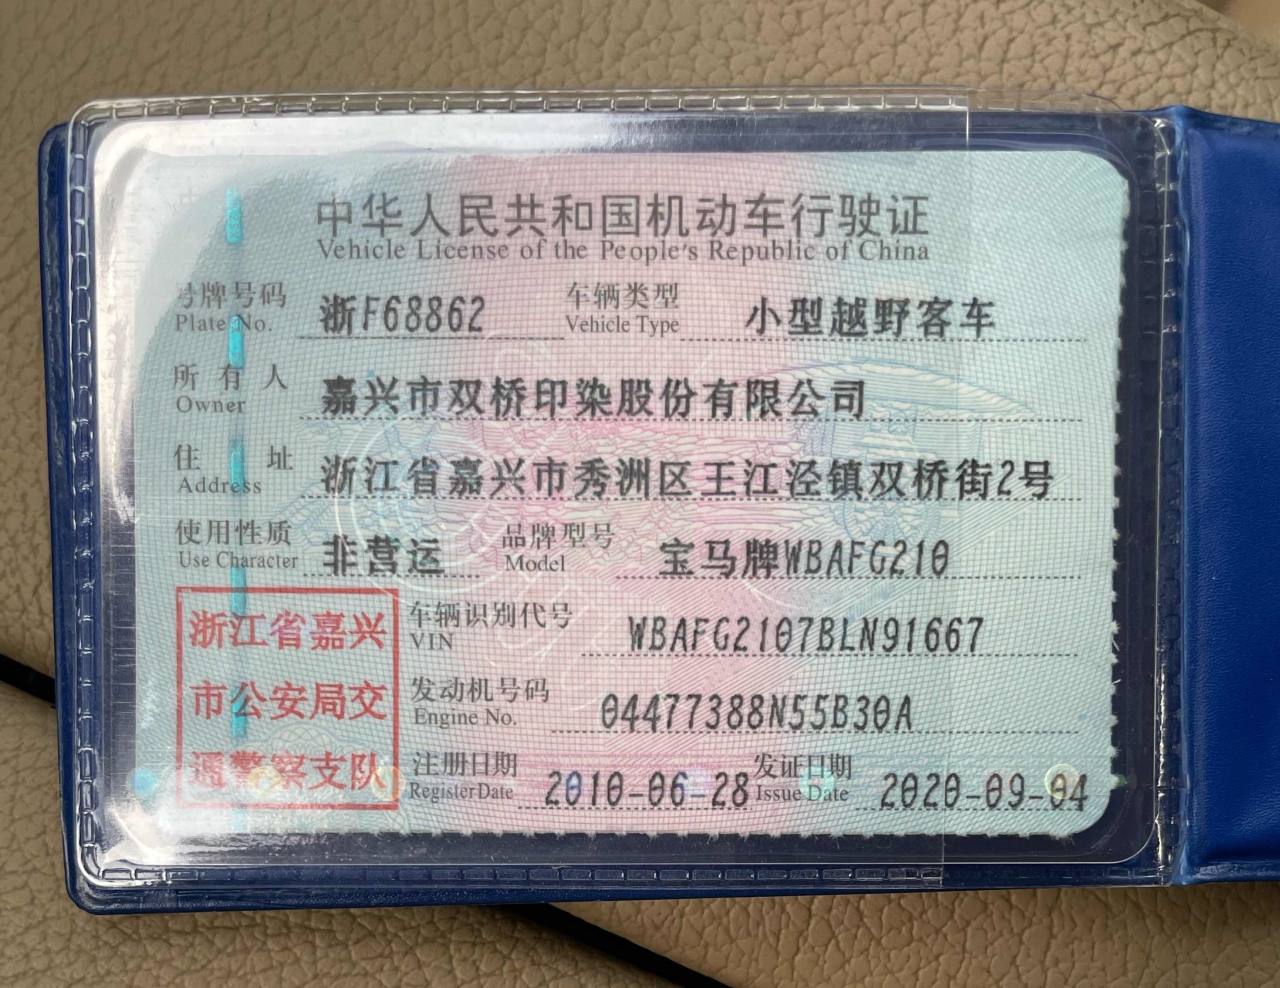 中华人民共和国机动车行驶证
Vehicle License of the People's Republic of China
号牌号码 浙F68862 车辆类型 小型越野客车
Plate No. Vehicle Type
所有人 嘉兴市双桥印染股份有限公司
Owner
住址 浙江省嘉兴市秀洲区王江泾镇双桥街2号
Address
使用性质 非营运 品牌型号 宝马牌WBAFG210
Use Character Model
浙江省嘉兴
市公安局交
通警察支队
车辆识别代号 WBAFG2107BLN91667
VIN
发动机号码 04477388N55B30A
Engine No.
注册日期 2010-06-28 发证日期 2020-09-04
Register Date Issue Date